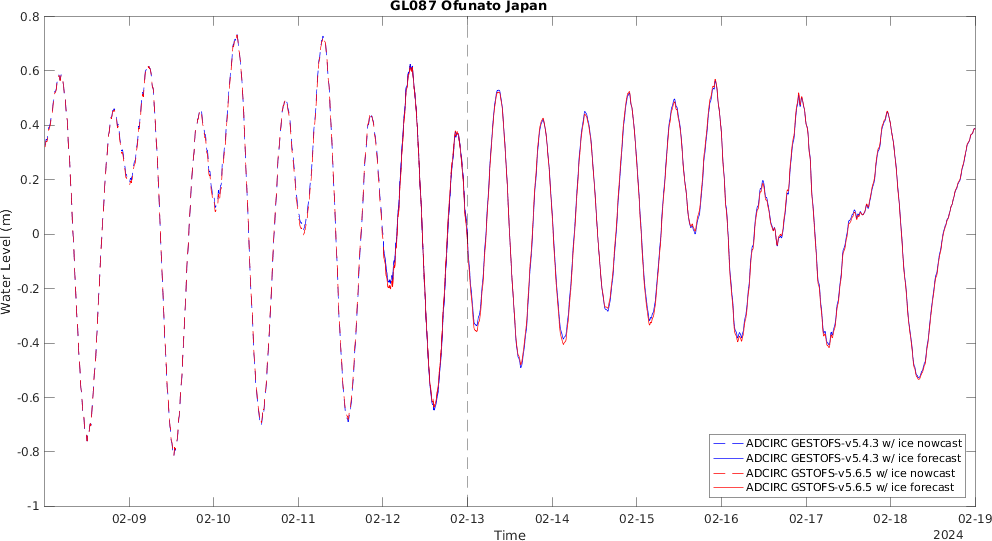 GL087 Ofunato Japan
0.8
0.6
0.4
0.2
0
-0.2
-0.4
-0.6
-0.8
-1
Water Level (m)
ADCIRC GESTOFS-v5.4.3 w/ ice nowcast
ADCIRC GESTOFS-v5.4.3 w/ ice forecast
ADCIRC GSTOFS-v5.6.5 w/ ice nowcast
ADCIRC GSTOFS-v5.6.5 w/ ice forecast
02-09 02-10 02-11 02-12 02-13 02-14 02-15 02-16 02-17 02-18 02-19
Time
2024